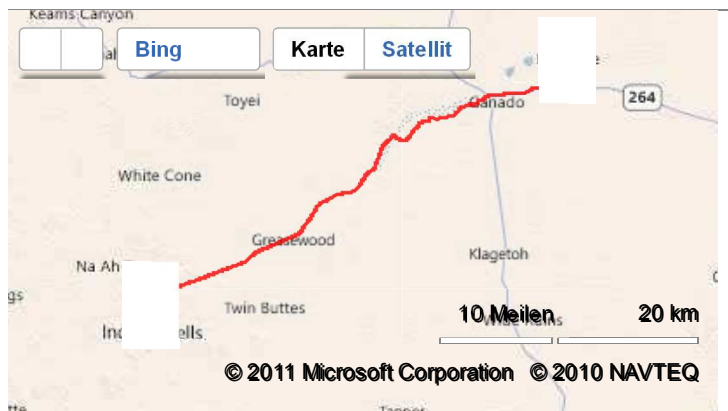 Keams Canyon
Bing Karte Satellit
Toyei
Ganado
264
White Cone
Greasewood
Klagetoh
Na Ah
Twin Buttes
10 Meilen 20 km
© 2011 Microsoft Corporation © 2010 NAVTEQ